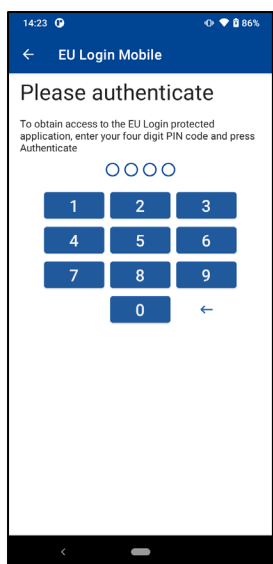 14:23 86%
EU Login Mobile
Please authenticate
To obtain access to the EU Login protected
application, enter your four digit PIN code and press
Authenticate
1 2 3
4 5 6
7 8 9
0